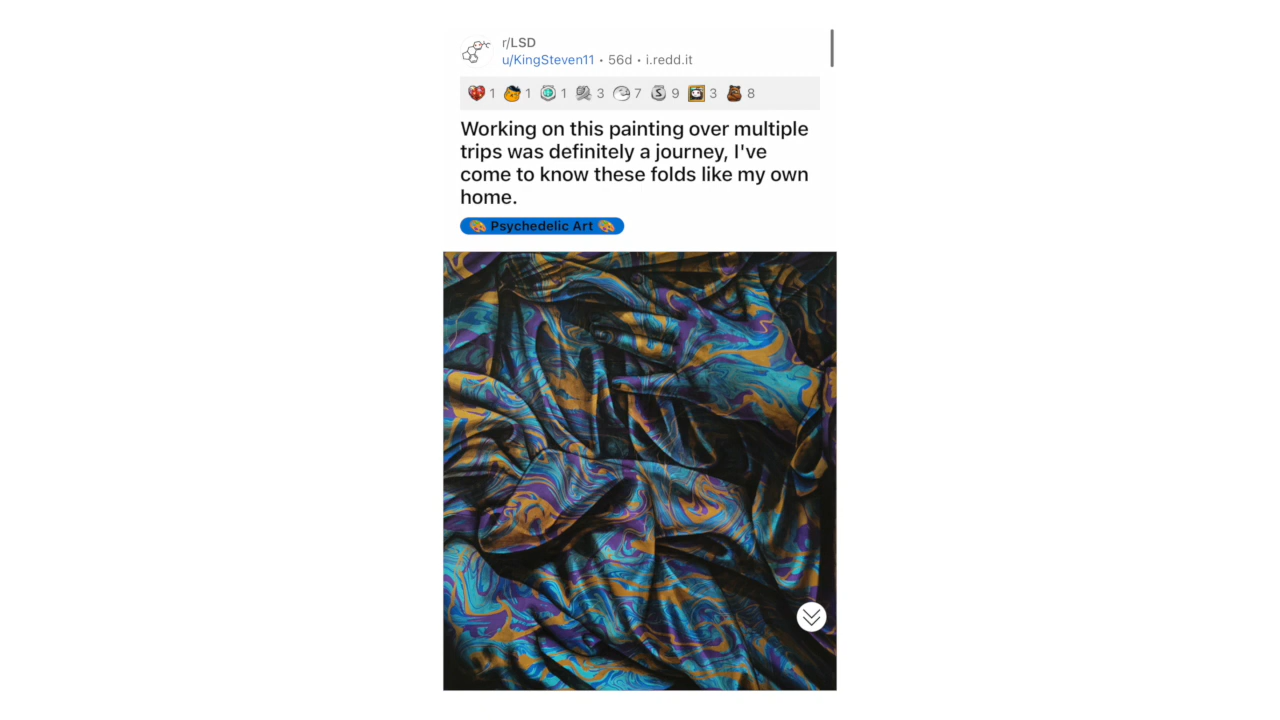 r/LSD
u/KingSteven11 • 56d • i.redd.it
1 1 1 3 7 9 3 8
Working on this painting over multiple
trips was definitely a journey, I've
come to know these folds like my own
home.
🎨 Psychedelic Art 🎨